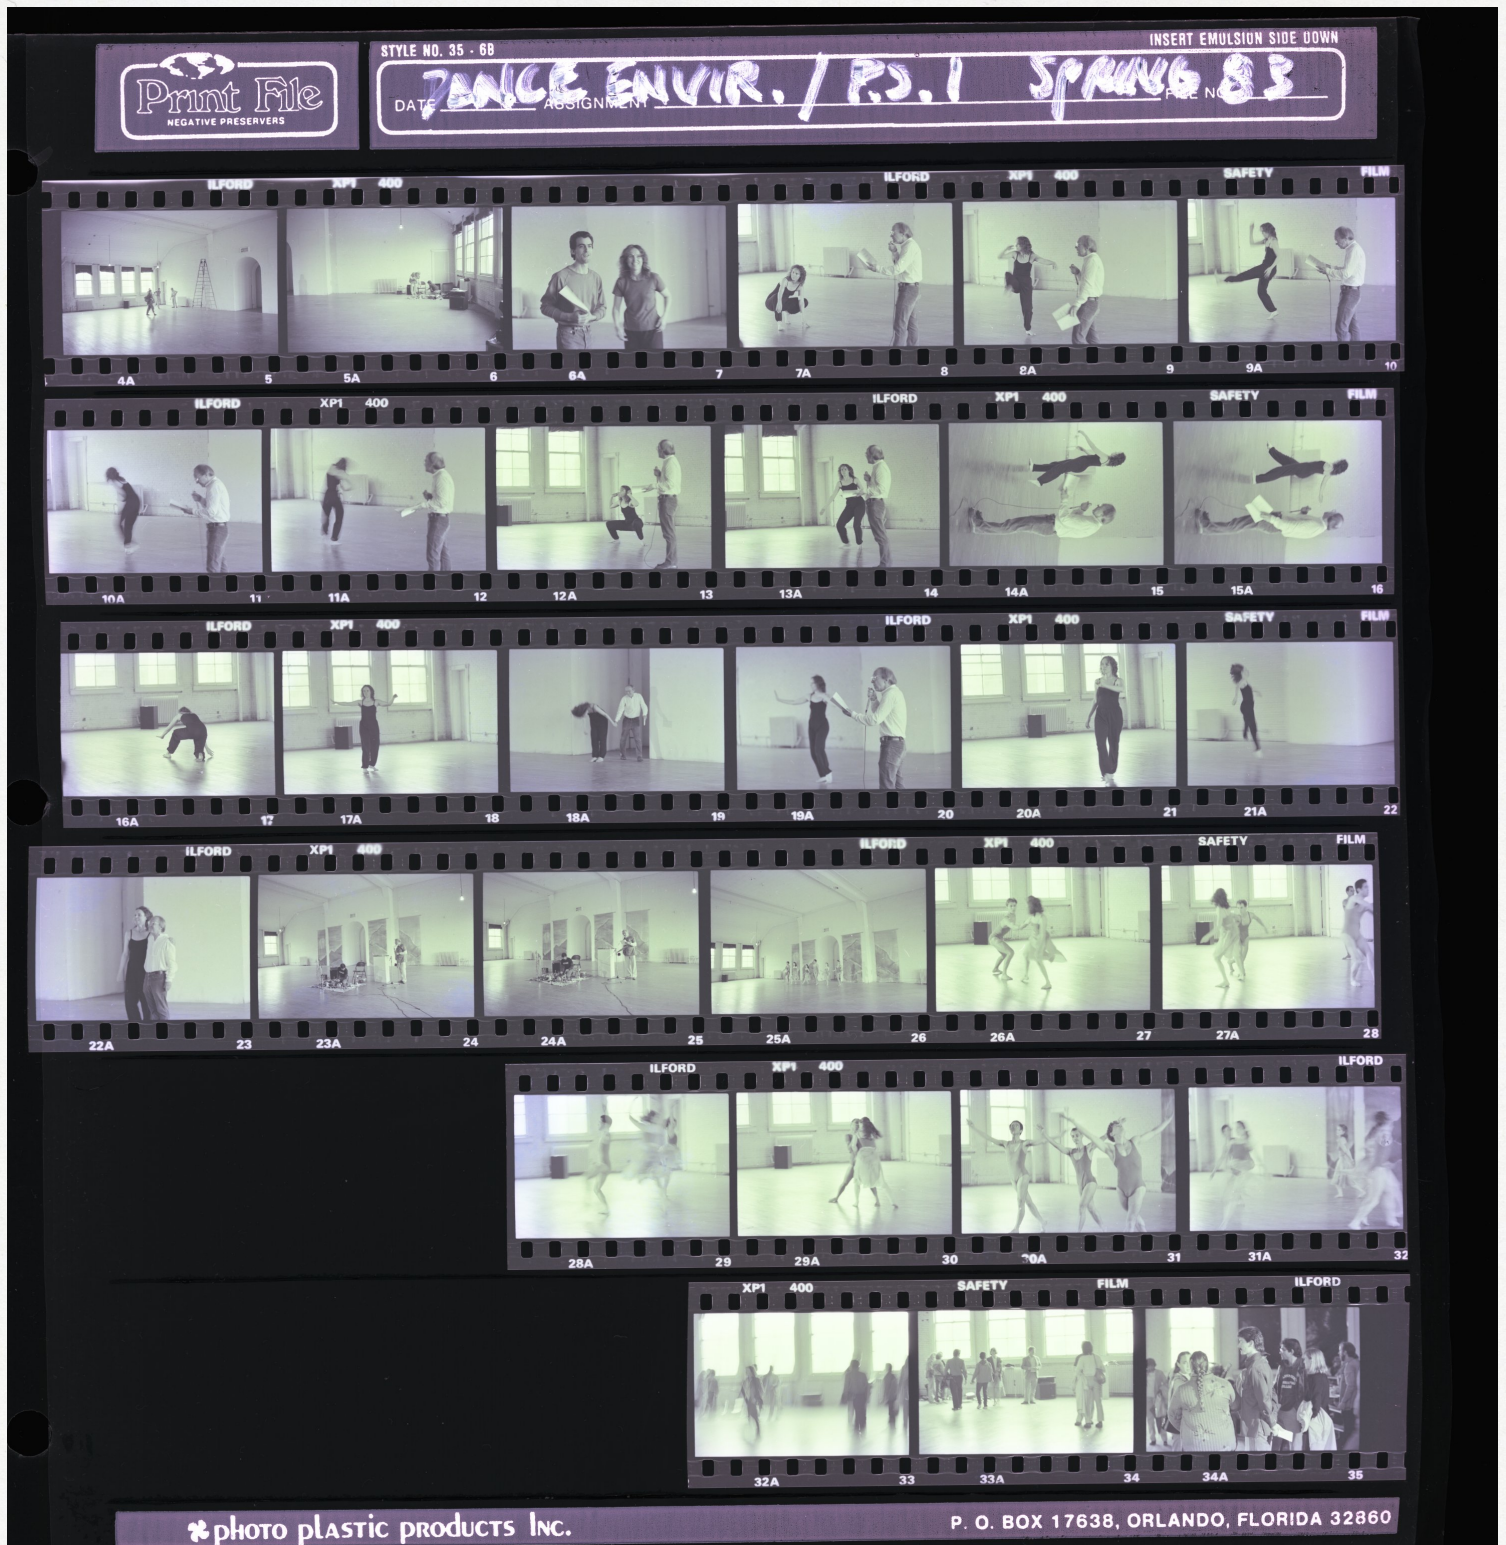 STYLE NO. 35 - 6B
INSERT EMULSION SIDE DOWN
Print File
NEGATIVE PRESERVERS
DATE ASSIGNMENT FILE NO.
DANCE ENVIR. / P.S. 1 SPRING 83
ILFORD XP1 400 ILFORD XP1 400 SAFETY FILM
4A 5 5A 6 6A 7 7A 8 8A 9 9A 10
ILFORD XP1 400 ILFORD XP1 400 SAFETY FILM
10A 11 11A 12 12A 13 13A 14 14A 15 15A 16
ILFORD XP1 400 ILFORD XP1 400 SAFETY FILM
16A 17 17A 18 18A 19 19A 20 20A 21 21A 22
ILFORD XP1 400 ILFORD XP1 400 SAFETY FILM
22A 23 23A 24 24A 25 25A 26 26A 27 27A 28
ILFORD XP1 400 ILFORD
28A 29 29A 30 30A 31 31A 32
XP1 400 SAFETY FILM ILFORD
32A 33 33A 34 34A 35
photo plastic products Inc.
P. O. BOX 17638, ORLANDO, FLORIDA 32860